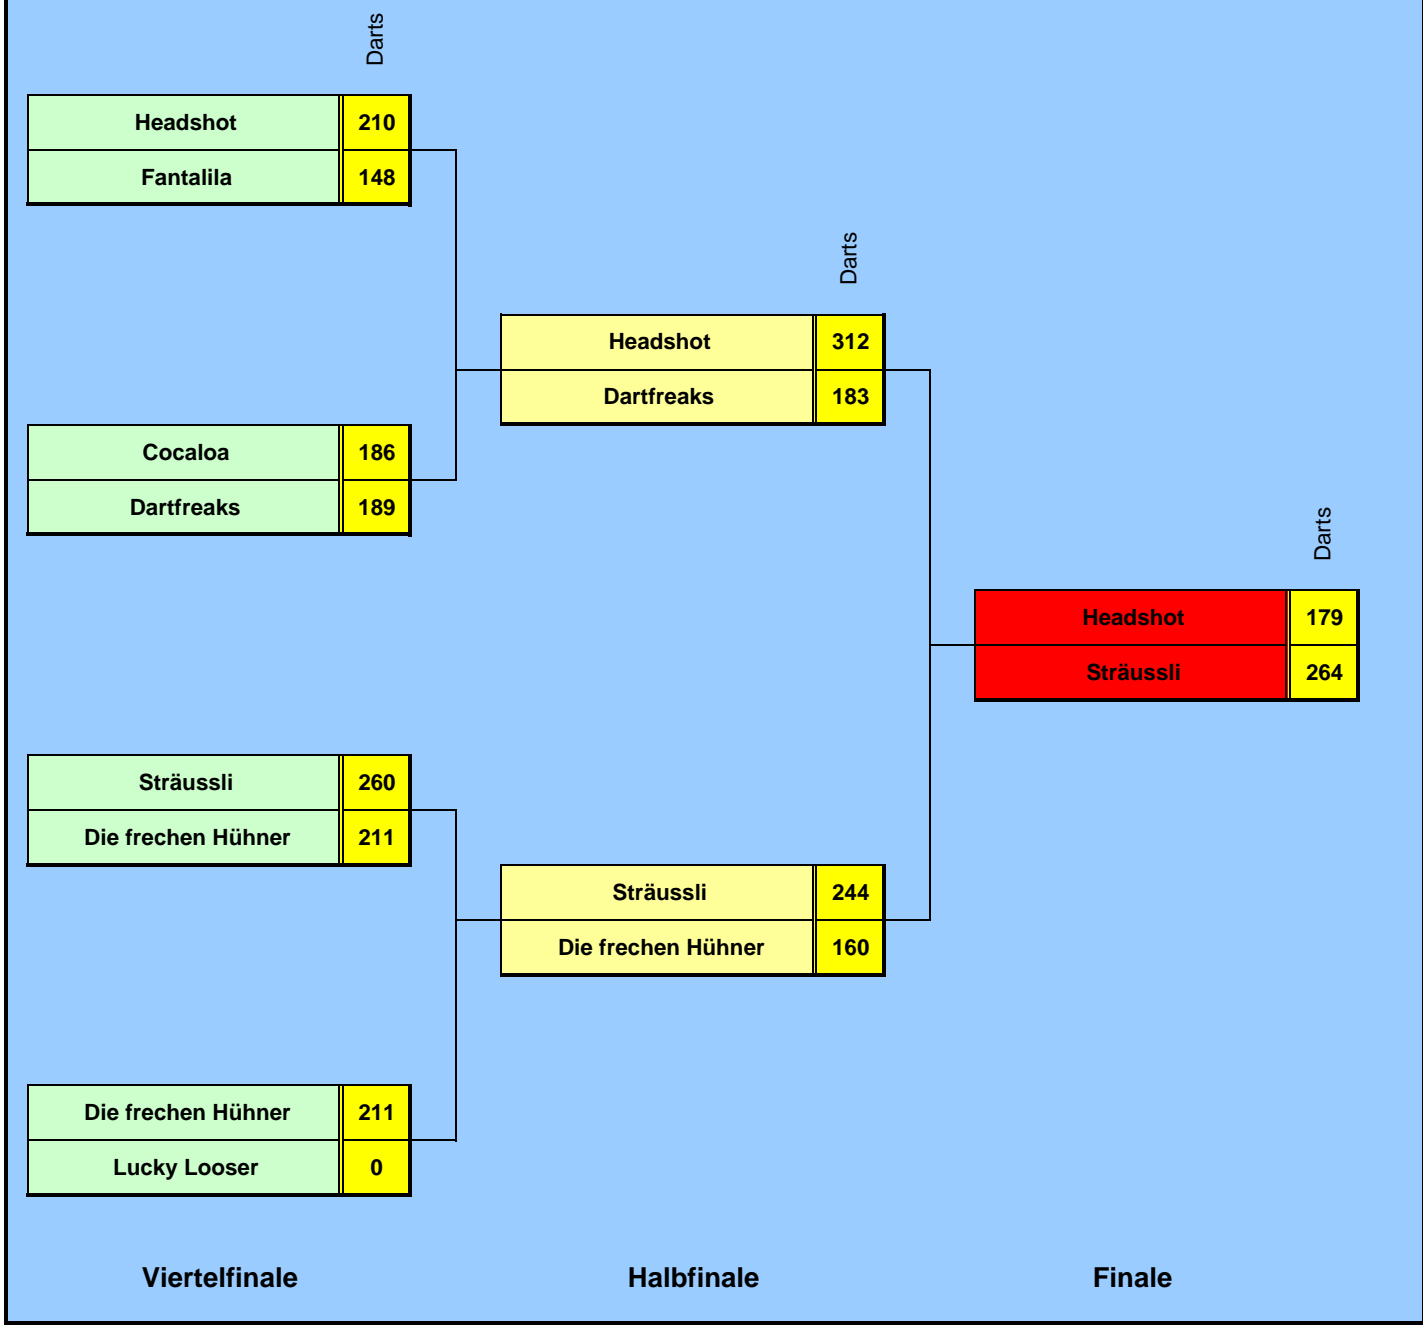 Darts
Headshot 210
Fantalila 148
Darts
Headshot 312
Dartfreaks 183
Cocaloa 186
Dartfreaks 189
Darts
Headshot 179
Sträussli 264
Sträussli 260
Die frechen Hühner 211
Sträussli 244
Die frechen Hühner 160
Die frechen Hühner 211
Lucky Looser 0
Viertelfinale Halbfinale Finale